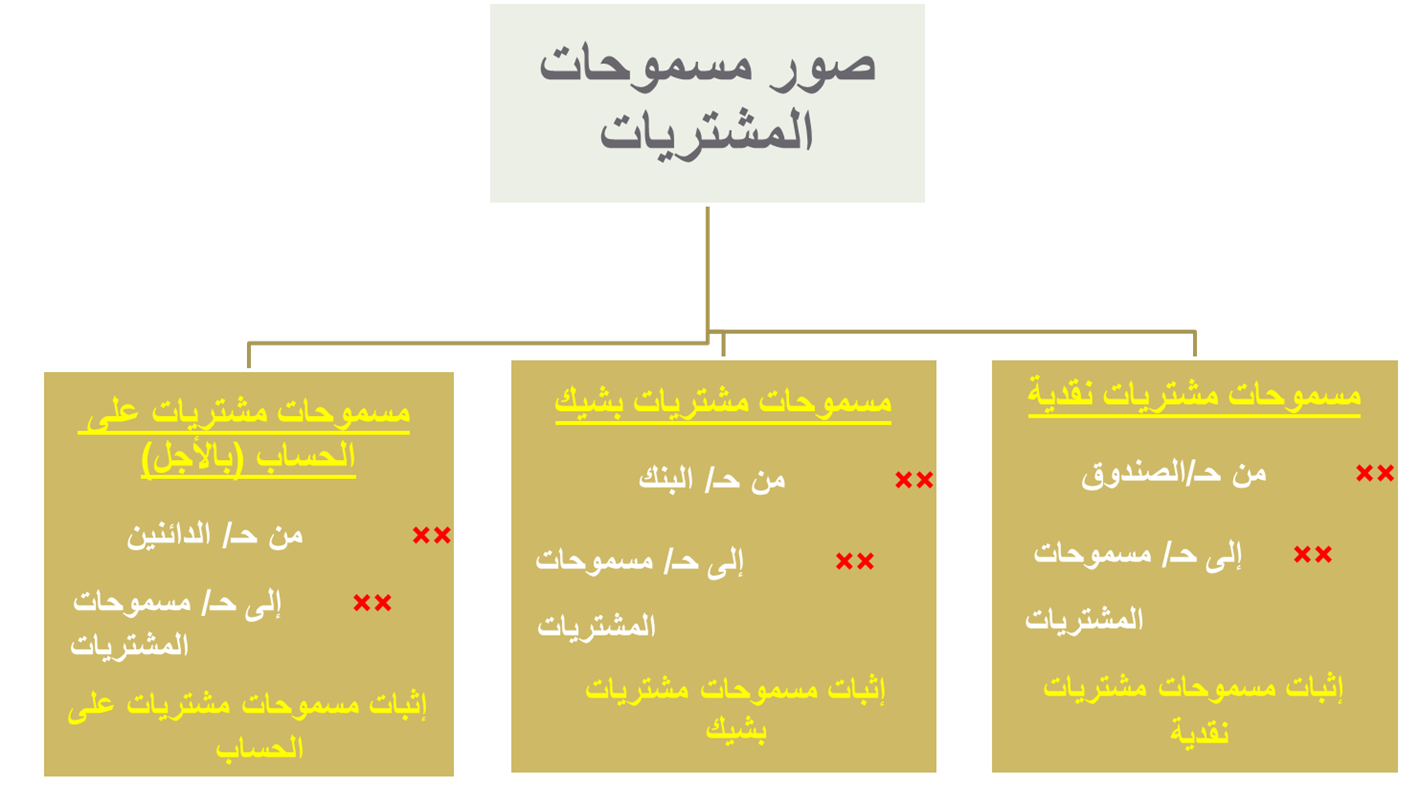 صور مسموحات
المشتريات
مسموحات مشتريات نقدية
×× من حـ/الصندوق
×× إلى حـ/ مسموحات
المشتريات
إثبات مسموحات مشتريات
نقدية
مسموحات مشتريات بشيك
×× من حـ/ البنك
×× إلى حـ/ مسموحات
المشتريات
إثبات مسموحات مشتريات
بشيك
مسموحات مشتريات على
الحساب (بالأجل)
×× من حـ/ الدائنين
×× إلى حـ/ مسموحات
المشتريات
إثبات مسموحات مشتريات على
الحساب